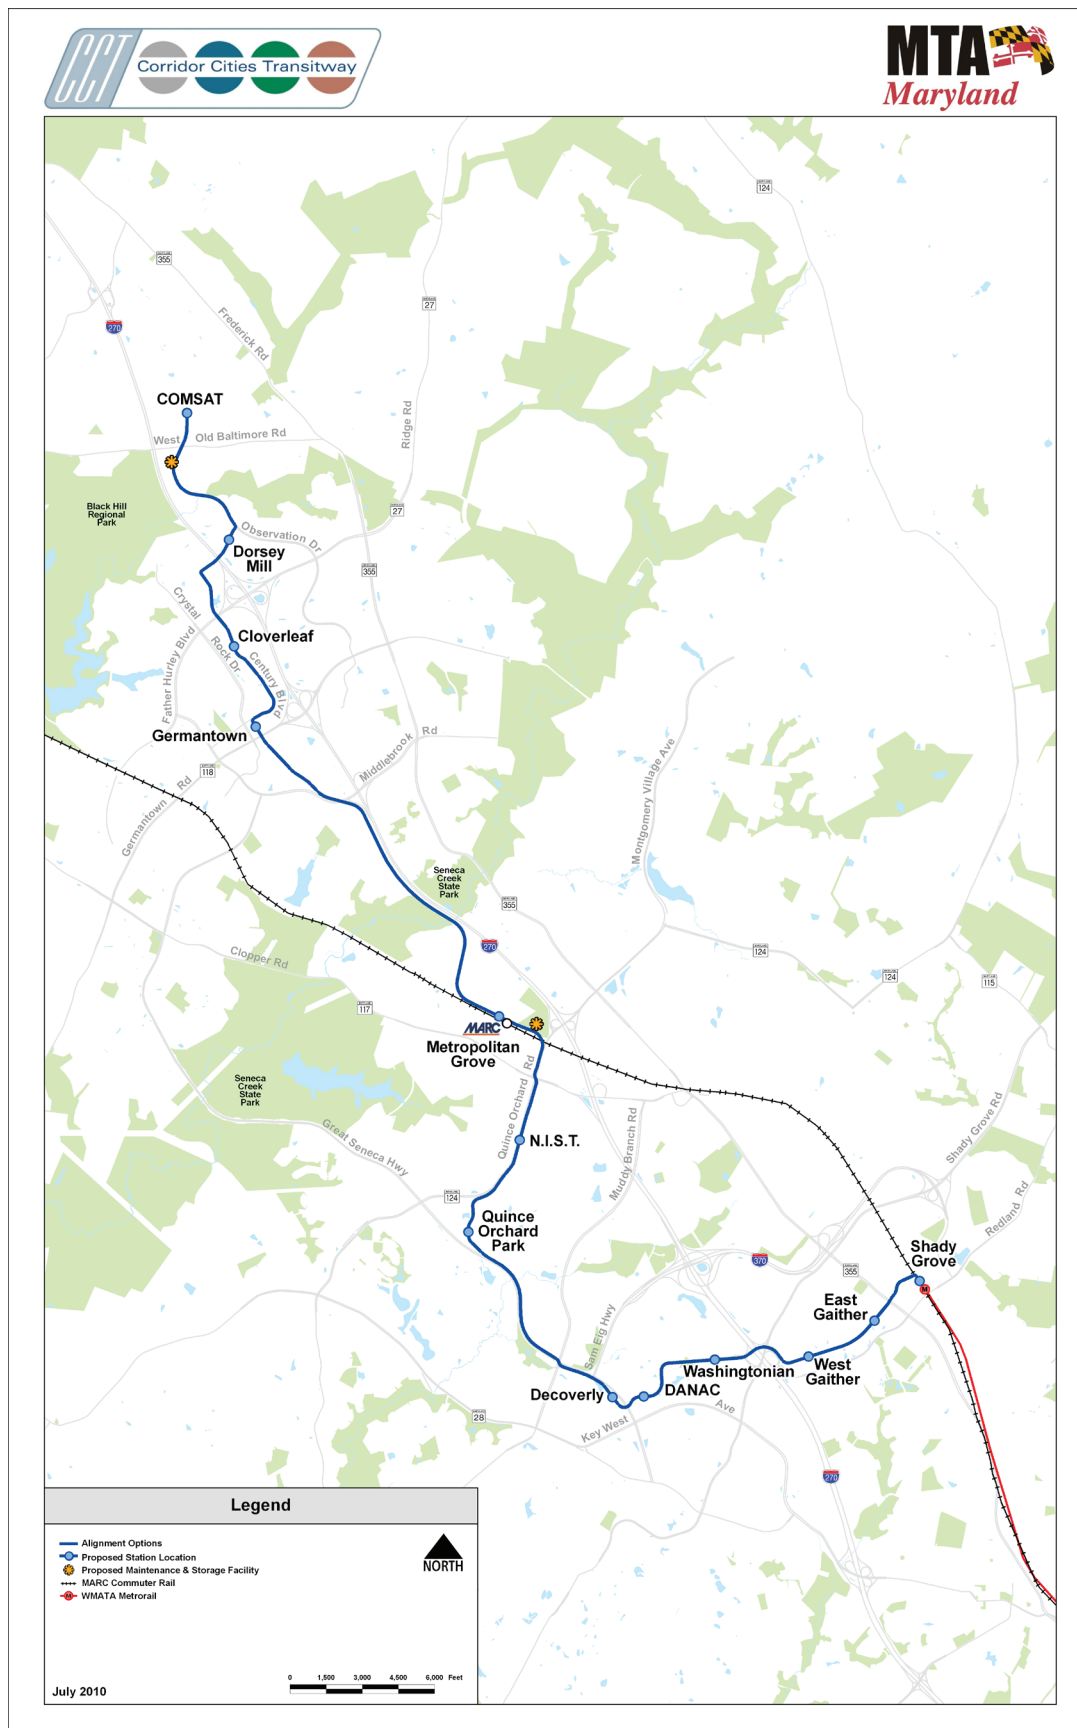 CCT
Corridor Cities Transitway
MTA
Maryland
124
355
27
270
Frederick Rd
COMSAT
Ridge Rd
West Old Baltimore Rd
Black Hill
Regional
Park
27
Observation Dr
Dorsey
Mill
355
Crystal
Rock Dr
Cloverleaf
Century Blvd
Father Hurley Blvd
Germantown
Middlebrook Rd
118
Germantown Rd
Montgomery Village Ave
Seneca
Creek
State
Park
355
270
124
124
115
Clopper Rd
117
MARC
Metropolitan
Grove
Quince Orchard Rd
Seneca
Creek
State
Park
N.I.S.T.
Muddy Branch Rd
Shady Grove Rd
Great Seneca Hwy
124
Quince
Orchard
Park
Redland Rd
Shady
Grove
370
355
M
East
Gaither
Sam Eig Hwy
Washingtonian
West
Gaither
Decoverly
DANAC
28
Key West Ave
270
Legend
Alignment Options
Proposed Station Location
Proposed Maintenance & Storage Facility
MARC Commuter Rail
M WMATA Metrorail
NORTH
0 1,500 3,000 4,500 6,000 Feet
July 2010